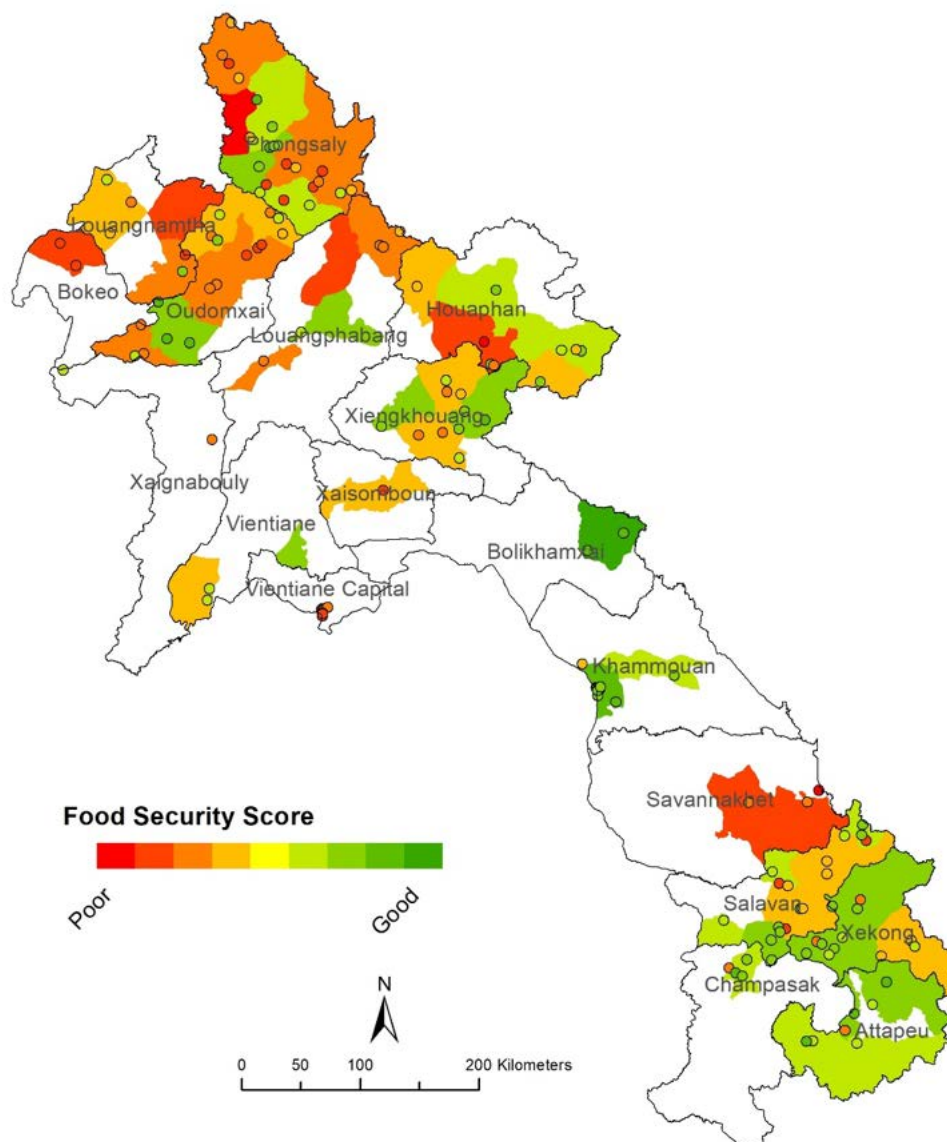 Phongsaly
Louangnamtha
Bokeo
Oudomxai
Houaphan
Louangphabang
Xiengkhouang
Xaignabouly
Xaisomboun
Vientiane
Bolikhamxai
Vientiane Capital
Khammouan
Savannakhet
Food Security Score
Poor
Good
Salavan
Xekong
Champasak
Attapeu
N
0 50 100 200 Kilometers